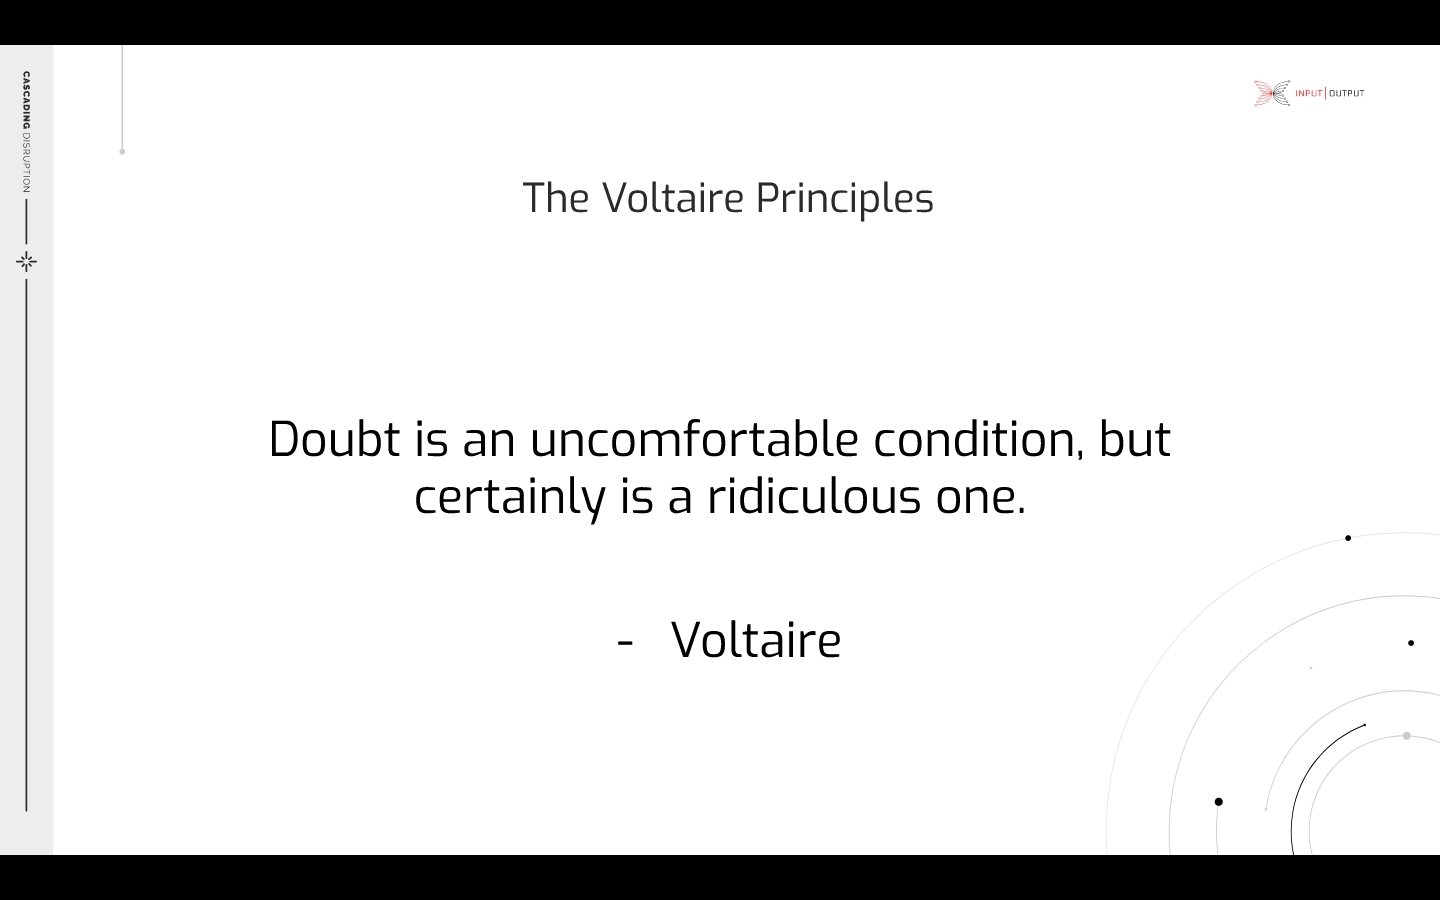 CASCADING DISRUPTION
INPUT OUTPUT
The Voltaire Principles
Doubt is an uncomfortable condition, but
certainly is a ridiculous one.
- Voltaire